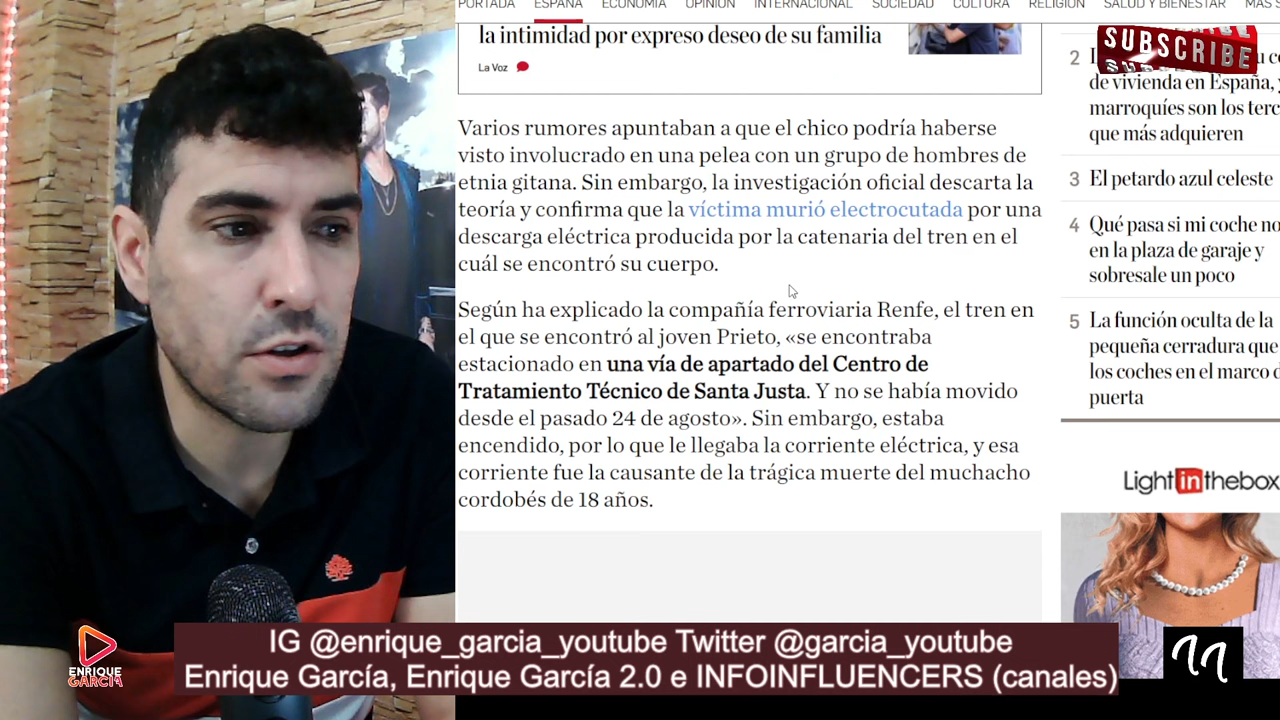 PORTADA ESPAÑA ECONOMÍA OPINIÓN INTERNACIONAL SOCIEDAD CULTURA RELIGIÓN SALUD Y BIENESTAR MÁS S
la intimidad por expreso deseo de su familia
La Voz
Varios rumores apuntaban a que el chico podría haberse
visto involucrado en una pelea con un grupo de hombres de
etnia gitana. Sin embargo, la investigación oficial descarta la
teoría y confirma que la víctima murió electrocutada por una
descarga eléctrica producida por la catenaria del tren en el
cuál se encontró su cuerpo.
Según ha explicado la compañía ferroviaria Renfe, el tren en
el que se encontró al joven Prieto, «se encontraba
estacionado en una vía de apartado del Centro de
Tratamiento Técnico de Santa Justa. Y no se había movido
desde el pasado 24 de agosto». Sin embargo, estaba
encendido, por lo que le llegaba la corriente eléctrica, y esa
corriente fue la causante de la trágica muerte del muchacho
cordobés de 18 años.
SUBSCRIBE
2
de vivienda en España, y
marroquíes son los terc
que más adquieren
3 El petardo azul celeste
4 Qué pasa si mi coche no
en la plaza de garaje y
sobresale un poco
5 La función oculta de la
pequeña cerradura que
los coches en el marco d
puerta
Lightinthebox
ENRIQUE
GARCÍA
IG @enrique_garcia_youtube Twitter @garcia_youtube
Enrique García, Enrique García 2.0 e INFOINFLUENCERS (canales)